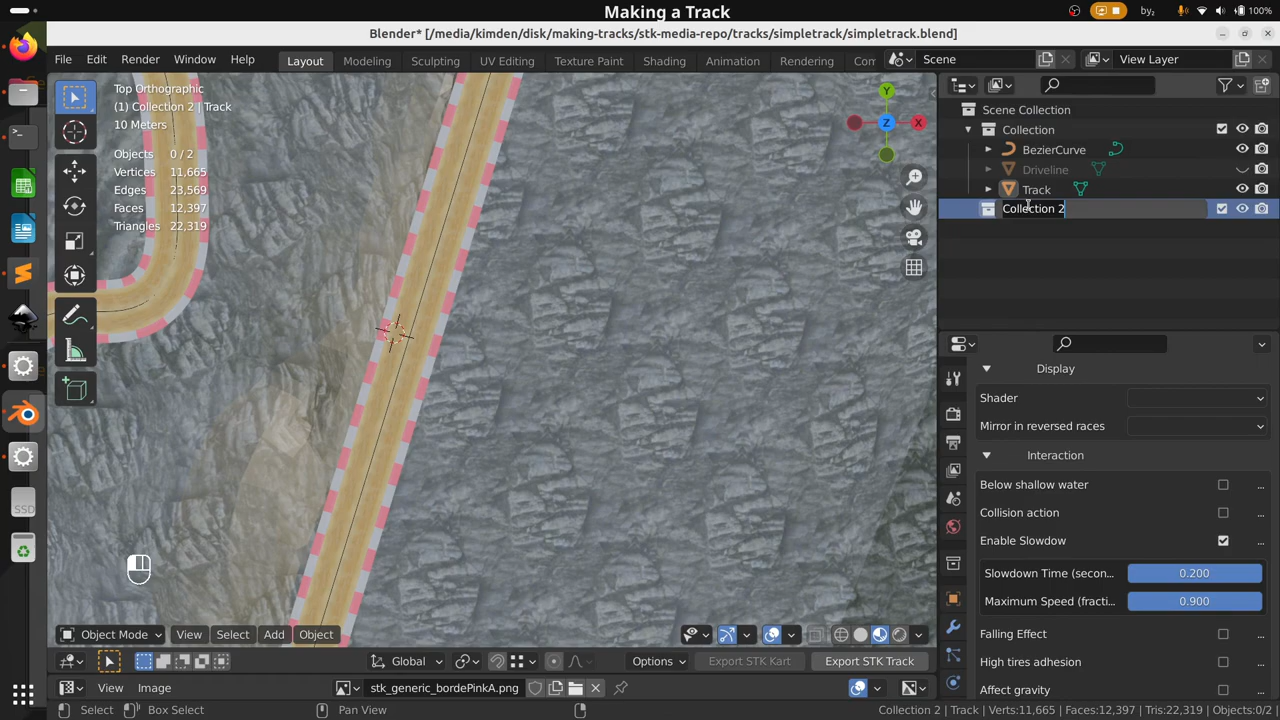 Making a Track
by₂
100%
Blender* [/media/kimden/disk/making-tracks/stk-media-repo/tracks/simpletrack/simpletrack.blend]
File Edit Render Window Help
Layout Modeling Sculpting UV Editing Texture Paint Shading Animation Rendering Com
Scene
View Layer
Top Orthographic
(1) Collection 2 | Track
10 Meters
Objects 0 / 2
Vertices 11,665
Edges 23,569
Faces 12,397
Triangles 22,319
Y
Z
X
Scene Collection
Collection
BezierCurve
Driveline
Track
Collection 2
Display
Shader
Mirror in reversed races
Interaction
Below shallow water ...
Collision action ...
Enable Slowdow ...
Slowdown Time (secon... 0.200
Maximum Speed (fracti... 0.900
Falling Effect ...
High tires adhesion ...
Affect gravity ...
SSD
Object Mode View Select Add Object
Global
Options
Export STK Kart
Export STK Track
View Image
stk_generic_bordePinkA.png
Select Box Select Pan View
Collection 2 | Track | Verts:11,665 | Faces:12,397 | Tris:22,319 | Objects:0/2